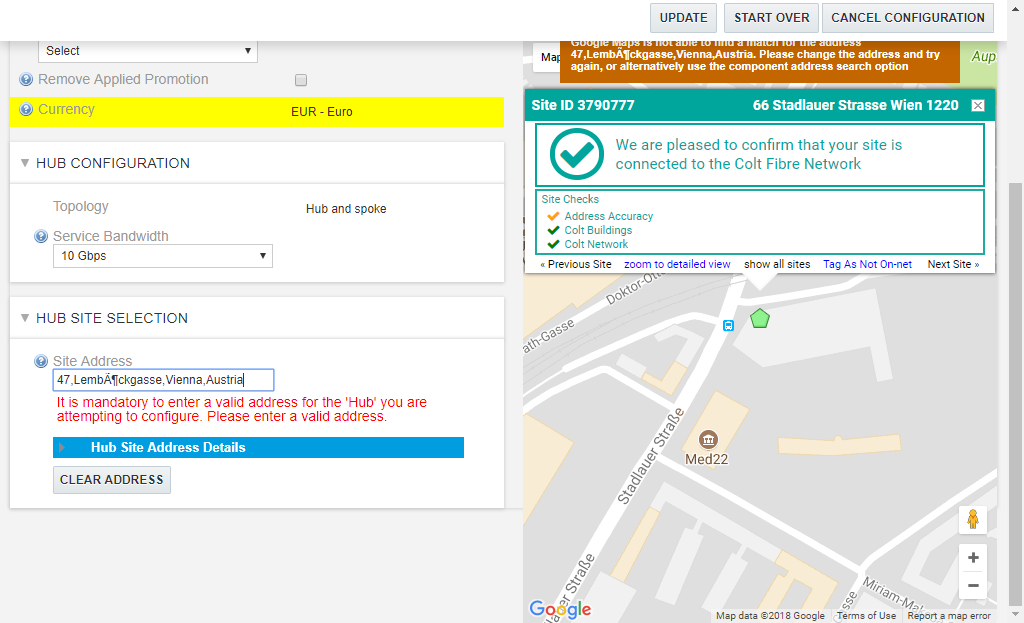 UPDATE
START OVER
CANCEL CONFIGURATION
Select
Remove Applied Promotion
Currency
EUR - Euro
HUB CONFIGURATION
Topology
Hub and spoke
Service Bandwidth
10 Gbps
HUB SITE SELECTION
Site Address
47,LembÄ¶ckgasse,Vienna,Austria
It is mandatory to enter a valid address for the 'Hub' you are
attempting to configure. Please enter a valid address.
Hub Site Address Details
CLEAR ADDRESS
Map
Google Maps is not able to find a match for the address
47,LembÄ¶ckgasse,Vienna,Austria. Please change the address and try
again, or alternatively use the component address search option
Aup
Site ID 3790777
66 Stadlauer Strasse Wien 1220
We are pleased to confirm that your site is
connected to the Colt Fibre Network
Site Checks
Address Accuracy
Colt Buildings
Colt Network
« Previous Site
zoom to detailed view
show all sites
Tag As Not On-net
Next Site »
Doktor-Ott
ath-Gasse
Stadlauer Straße
Med22
er Straße
Miriam-Ma
sse
Google
Map data ©2018 Google
Terms of Use
Report a map error